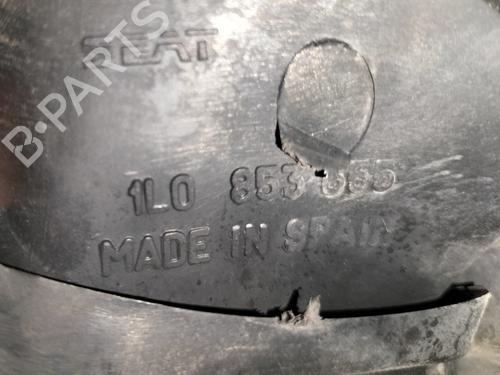 SEAT
B-PARTS
1L0 853 665
MADE IN SPAIN